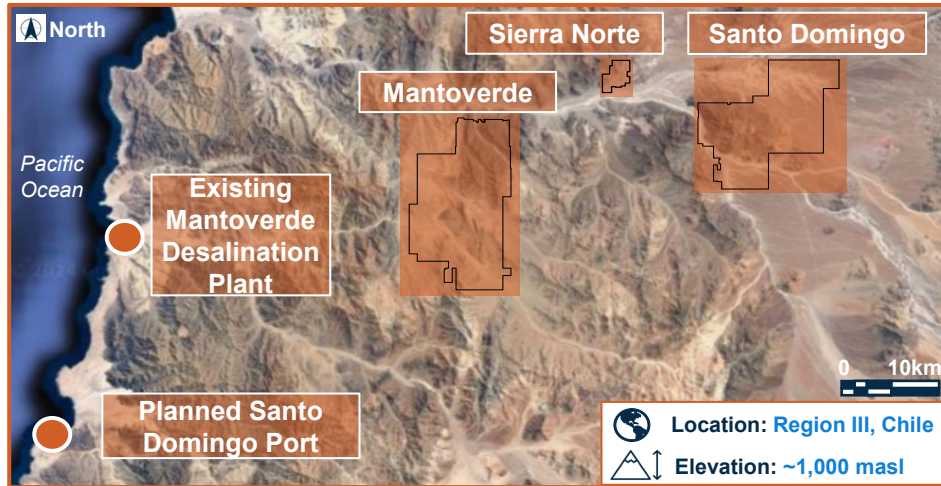 North
Sierra Norte
Santo Domingo
Mantoverde
Pacific
Ocean
Existing
Mantoverde
Desalination
Plant
0 10km
Planned Santo
Domingo Port
Location: Region III, Chile
Elevation: ~1,000 masl